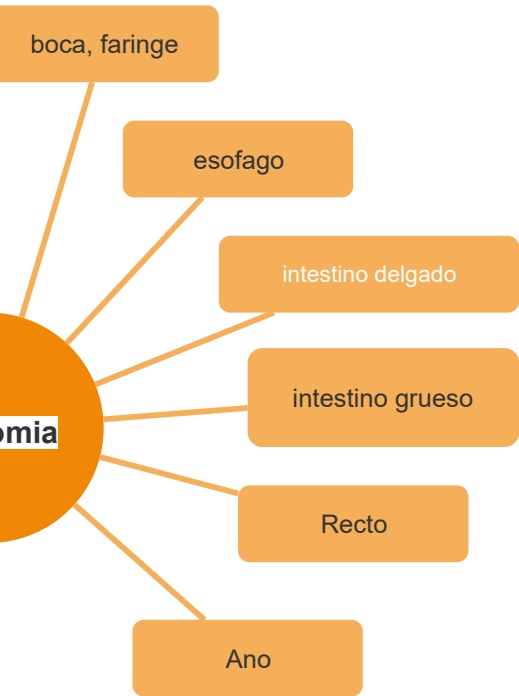 boca, faringe
esofago
intestino delgado
intestino grueso
omia
Recto
Ano